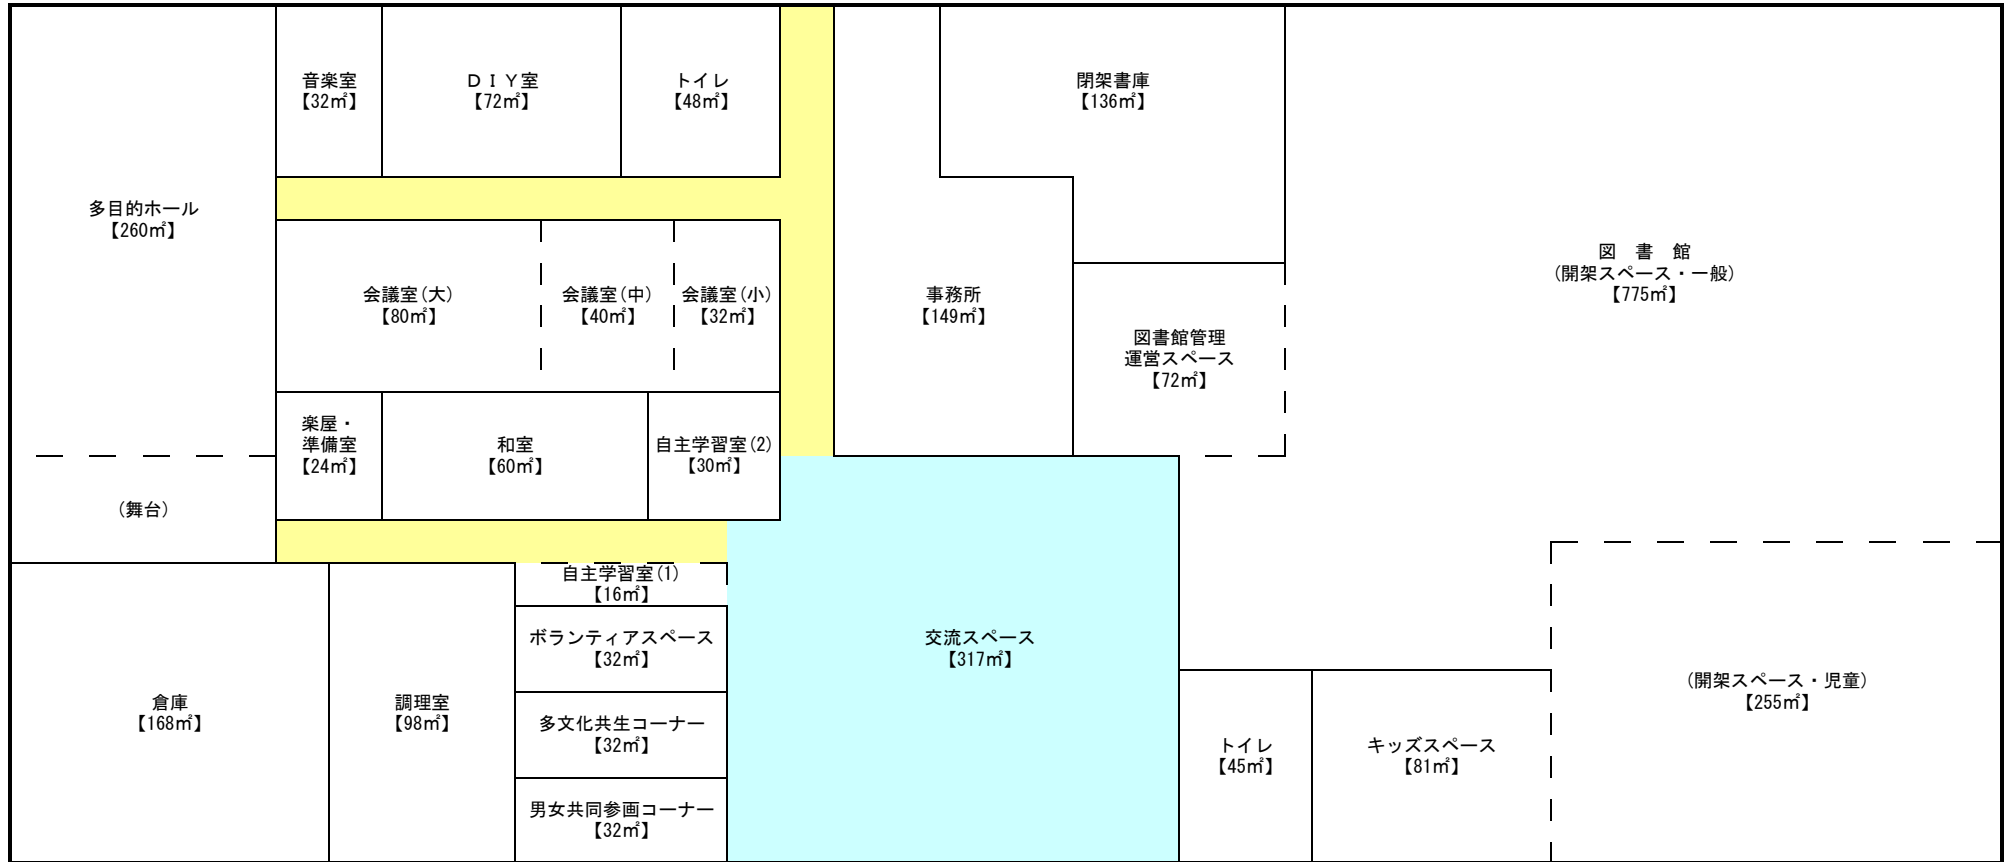 音楽室
【32㎡】
ＤＩＹ室
【72㎡】
トイレ
【48㎡】
閉架書庫
【136㎡】
多目的ホール
【260㎡】
図　書　館
(開架スペース・一般)
【775㎡】
会議室(大)
【80㎡】
会議室(中)
【40㎡】
会議室(小)
【32㎡】
事務所
【149㎡】
図書館管理
運営スペース
【72㎡】
楽屋・
準備室
【24㎡】
和室
【60㎡】
自主学習室(2)
【30㎡】
(舞台)
自主学習室(1)
【16㎡】
ボランティアスペース
【32㎡】
交流スペース
【317㎡】
倉庫
【168㎡】
調理室
【98㎡】
多文化共生コーナー
【32㎡】
(開架スペース・児童)
【255㎡】
トイレ
【45㎡】
キッズスペース
【81㎡】
男女共同参画コーナー
【32㎡】